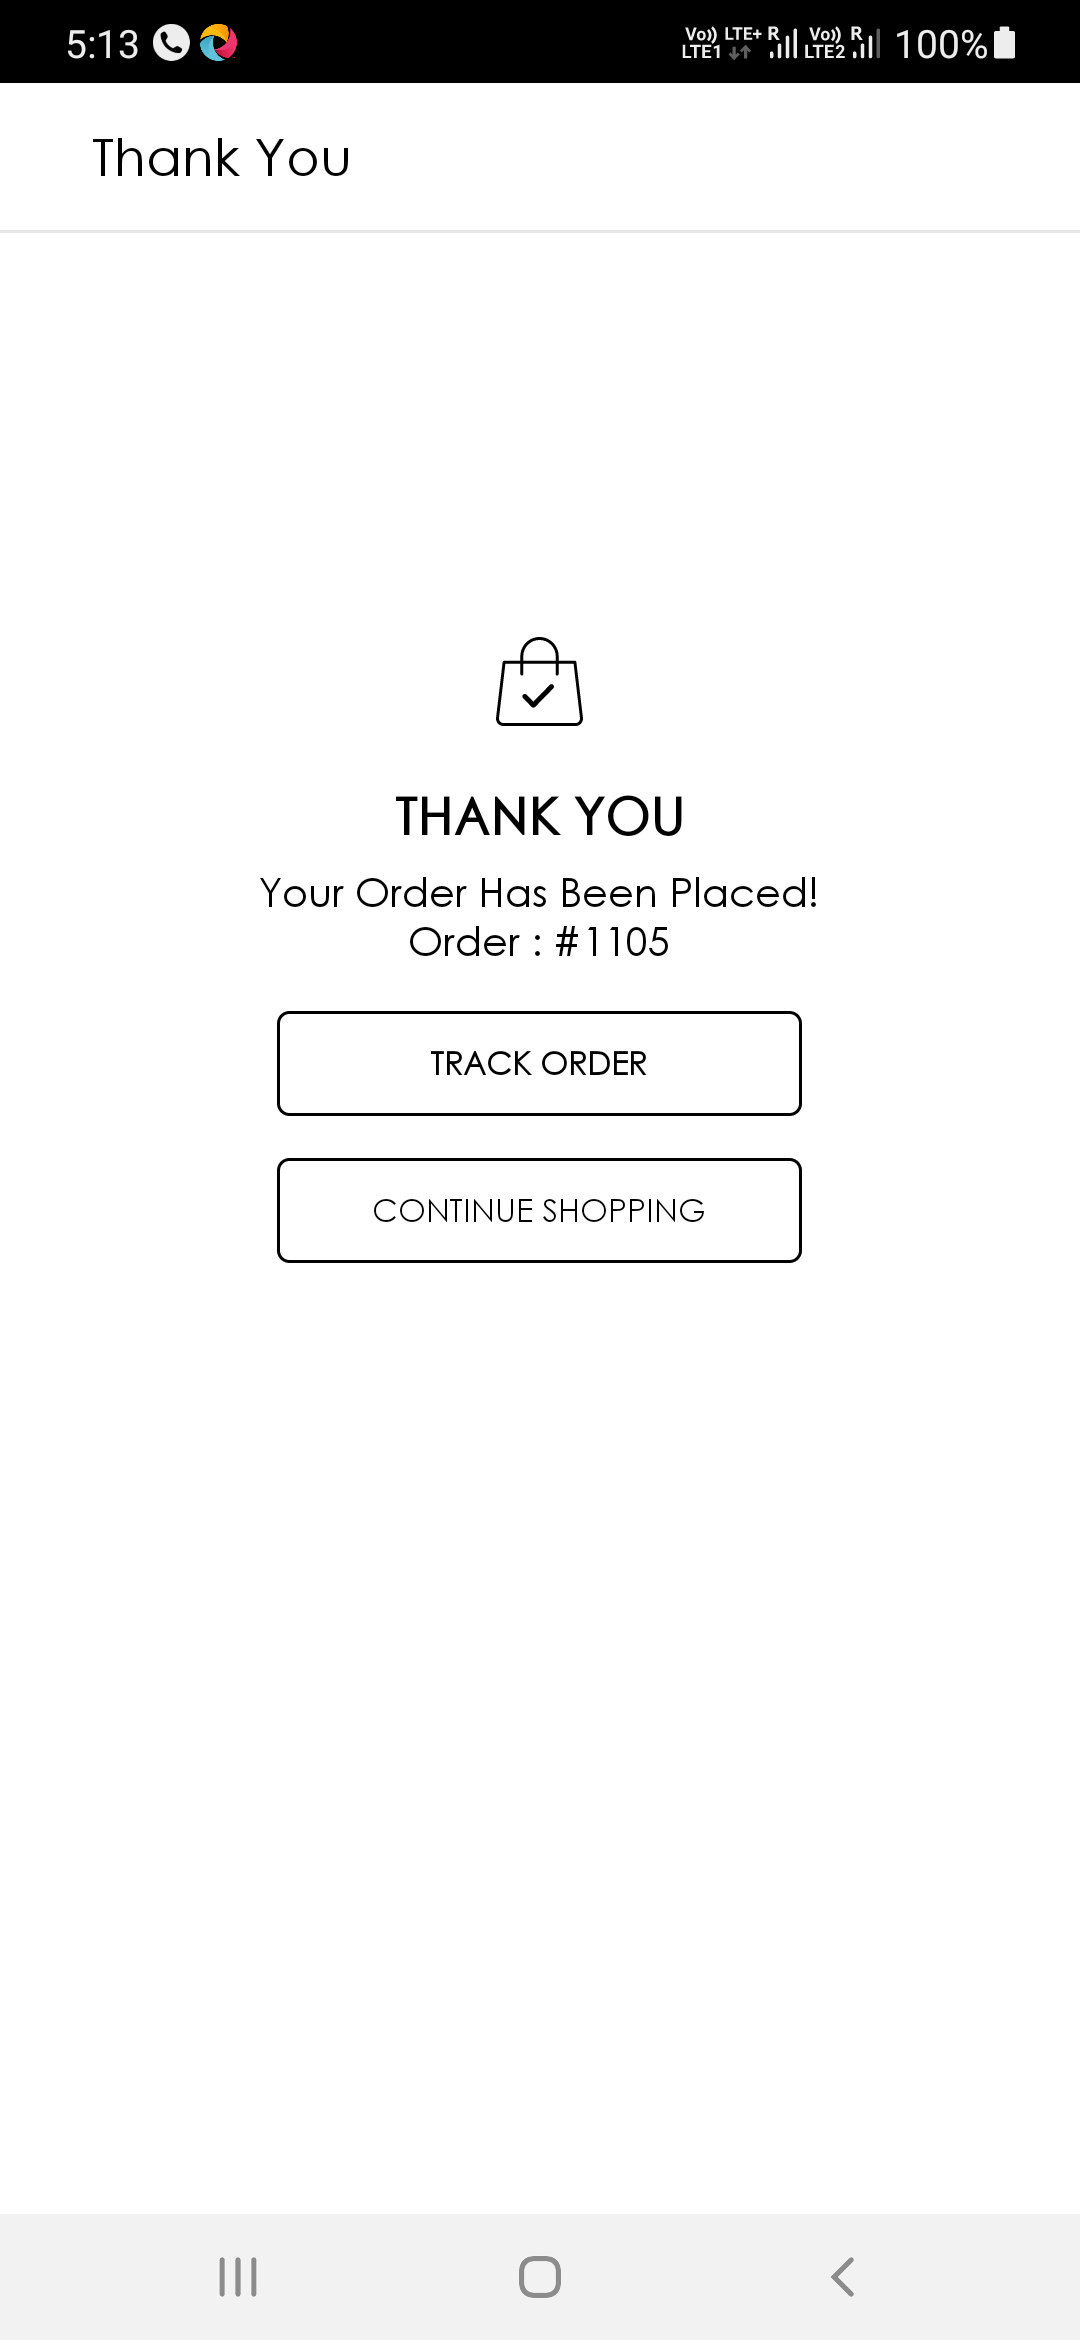 5:13
Vo)) LTE+ R Vo)) R
LTE1 LTE2 100%
Thank You
THANK YOU
Your Order Has Been Placed!
Order : #1105
TRACK ORDER
CONTINUE SHOPPING